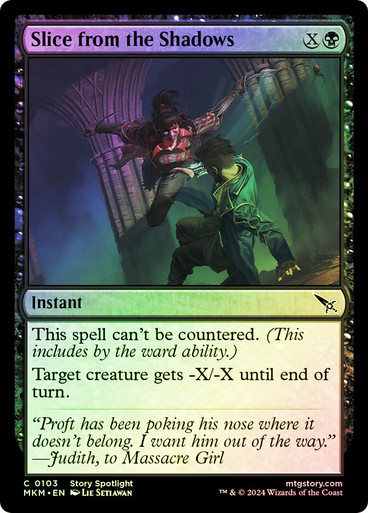 Slice from the Shadows X
Instant
This spell can't be countered. (This
includes by the ward ability.)
Target creature gets -X/-X until end of
turn.
“Proft has been poking his nose where it
doesn't belong. I want him out of the way.”
—Judith, to Massacre Girl
C 0103 Story Spotlight mtgstory.com
MKM • EN Lie Setiawan ™ & © 2024 Wizards of the Coast